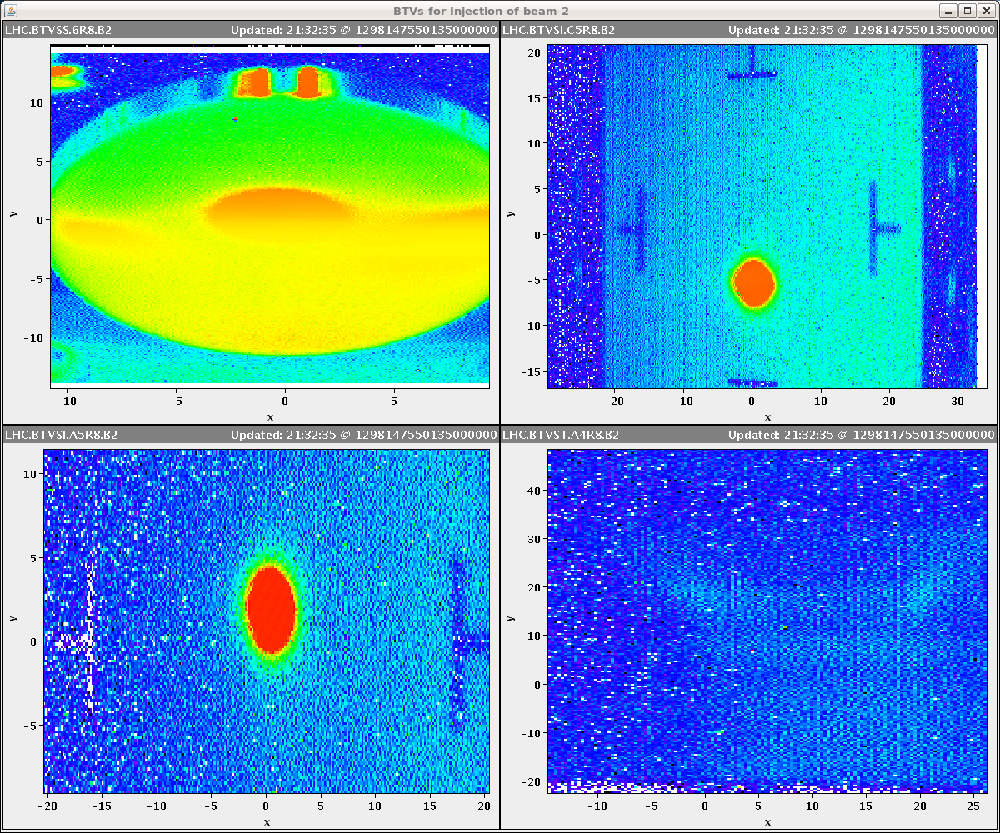 BTVs for Injection of beam 2
LHC.BTVSS.6R8.B2 Updated: 21:32:35 @ 1298147550135000000
10
5
0
-5
-10
y
-10 -5 0 5
x
LHC.BTVSI.C5R8.B2 Updated: 21:32:35 @ 1298147550135000000
20
15
10
5
0
-5
-10
-15
y
-20 -10 0 10 20 30
x
LHC.BTVSI.A5R8.B2 Updated: 21:32:35 @ 1298147550135000000
10
5
0
-5
y
-20 -15 -10 -5 0 5 10 15 20
x
LHC.BTVST.A4R8.B2 Updated: 21:32:35 @ 1298147550135000000
40
30
20
10
0
-10
-20
y
-10 -5 0 5 10 15 20 25
x